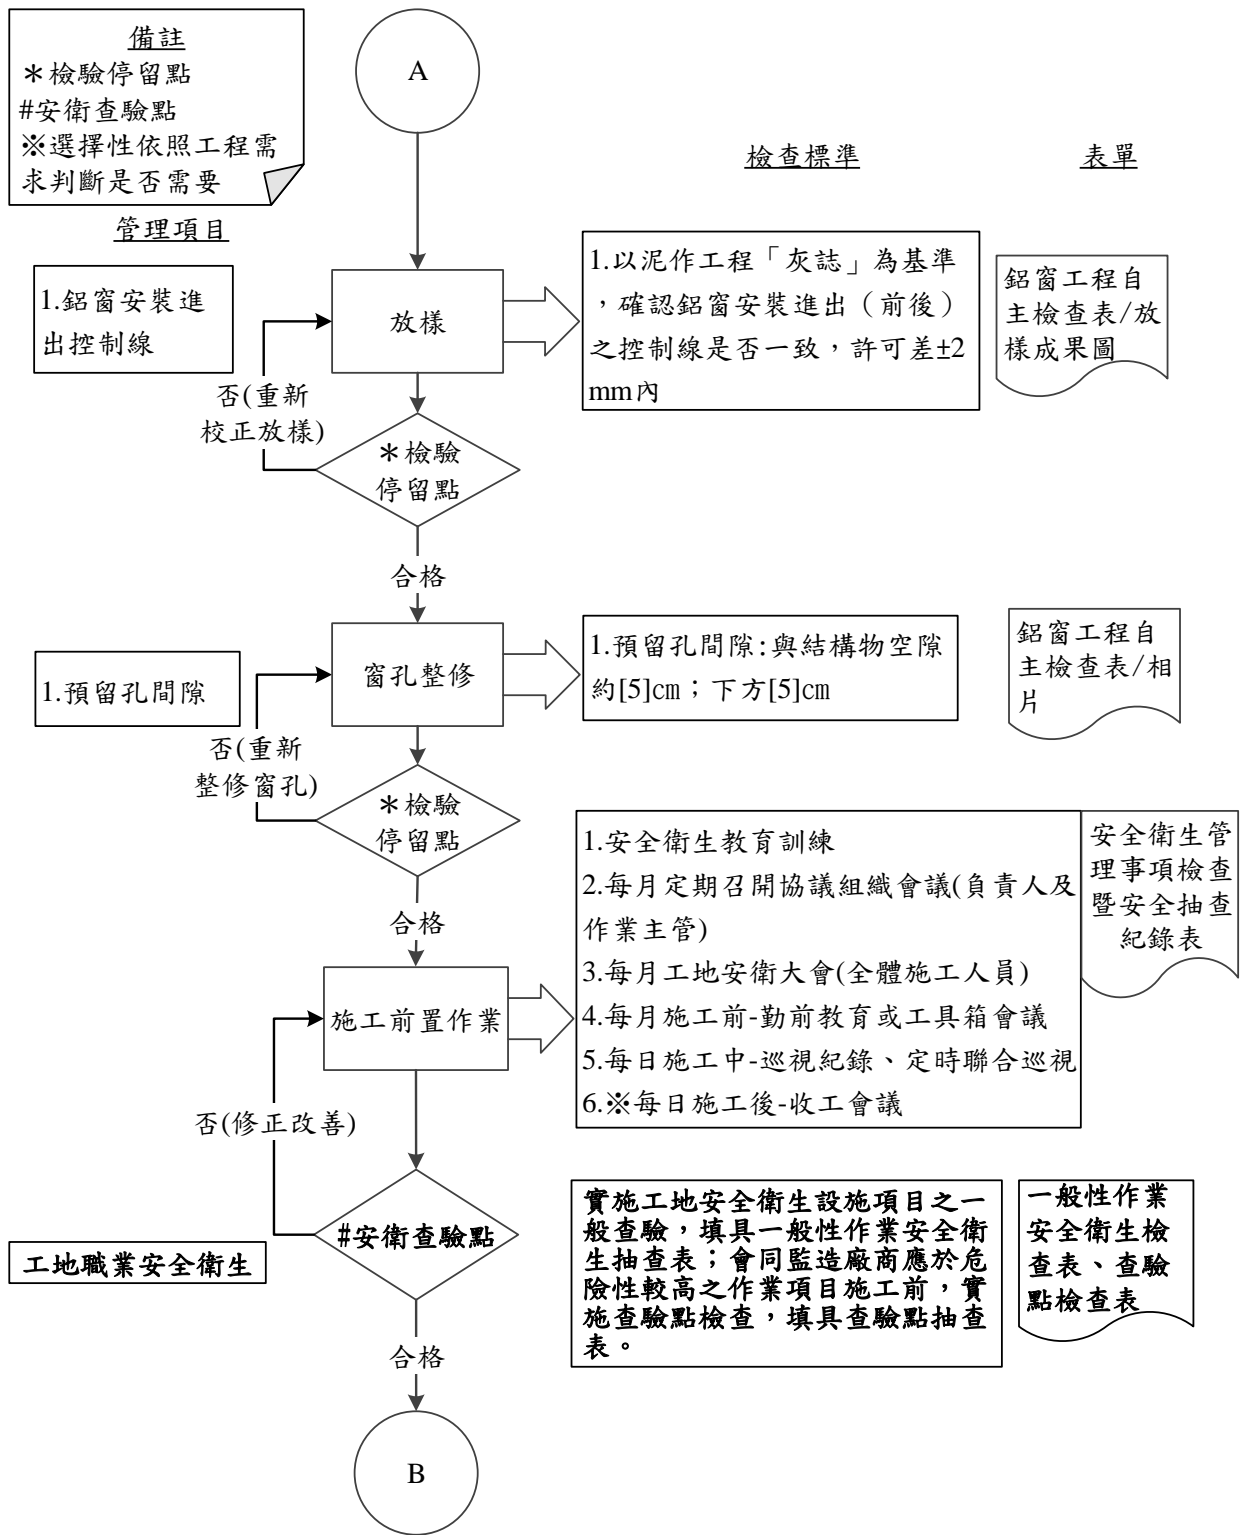 備註
＊檢驗停留點
#安衛查驗點
※選擇性依照工程需
求判斷是否需要
A
管理項目
檢查標準
表單
1.鋁窗安裝進
出控制線
放樣
1.以泥作工程「灰誌」為基準
，確認鋁窗安裝進出（前後）
之控制線是否一致，許可差±2
mm內
鋁窗工程自
主檢查表/放
樣成果圖
否(重新
校正放樣)
＊檢驗
停留點
合格
1.預留孔間隙
窗孔整修
1.預留孔間隙:與結構物空隙
約[5]cm；下方[5]cm
鋁窗工程自
主檢查表/相
片
否(重新
整修窗孔)
＊檢驗
停留點
合格
施工前置作業
1.安全衛生教育訓練
2.每月定期召開協議組織會議(負責人及
作業主管)
3.每月工地安衛大會(全體施工人員)
4.每月施工前-勤前教育或工具箱會議
5.每日施工中-巡視紀錄、定時聯合巡視
6.※每日施工後-收工會議
安全衛生管
理事項檢查
暨安全抽查
紀錄表
否(修正改善)
#安衛查驗點
工地職業安全衛生
實施工地安全衛生設施項目之一
般查驗，填具一般性作業安全衛
生抽查表；會同監造廠商應於危
險性較高之作業項目施工前，實
施查驗點檢查，填具查驗點抽查
表。
一般性作業
安全衛生檢
查表、查驗
點檢查表
合格
B